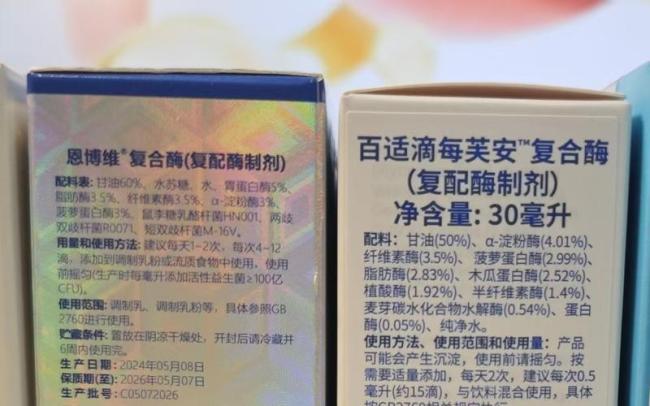 恩博维®复合酶(复配酶制剂)
配料表: 甘油60%、水苏糖、水、胃蛋白酶5%、
脂肪酶3.5%、纤维素酶3.5%、α-淀粉酶3%、
菠萝蛋白酶3%、鼠李糖乳酪杆菌HN001、两歧
双歧杆菌R0071、短双歧杆菌M-16V。
用量和使用方法: 建议每天1~2次,每次4~12
滴,添加到调制乳粉或流质食物中使用,使用
前摇匀(生产时每毫升添加活性益生菌≥100亿
CFU)。
使用范围: 调制乳、调制乳粉等,具体参照GB
2760进行使用。
贮藏条件: 置放在阴凉干燥处,开封后请冷藏并
6周内使用完。
生产日期: 2024年05月08日
保质期(至): 2026年05月07日
生产批号: C05072026
百适滴每芙安™复合酶
(复配酶制剂)
净含量: 30毫升
配料: 甘油(50%)、α-淀粉酶(4.01%)、
纤维素酶(3.5%)、菠萝蛋白酶(2.99%)、
脂肪酶(2.83%)、木瓜蛋白酶(2.52%)、
植酸酶(1.92%)、半纤维素酶(1.4%)、
麦芽碳水化合物水解酶(0.54%)、蛋白
酶(0.05%)、纯净水。
使用方法、使用范围和使用量: 产品
可能会产生沉淀,使用前请摇匀。按
需要适量添加,每天2次,建议每次0.5
毫升(约15滴),与饮料混合使用,具体
按GB2760相关规定执行